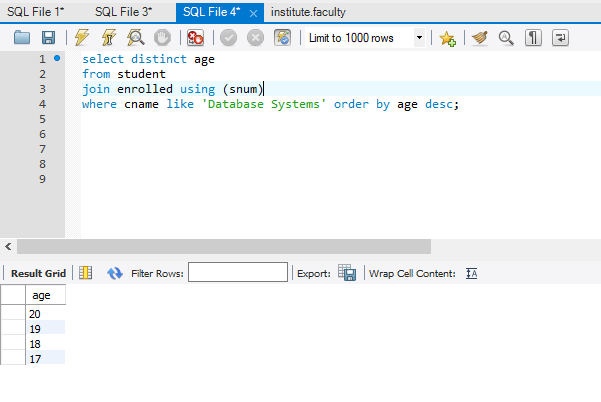 SQL File 1* SQL File 3* SQL File 4* × institute.faculty
Limit to 1000 rows
1 select distinct age
2 from student
3 join enrolled using (snum)
4 where cname like 'Database Systems' order by age desc;
5
6
7
8
9
Result Grid Filter Rows: Export: Wrap Cell Content:
age
20
19
18
17